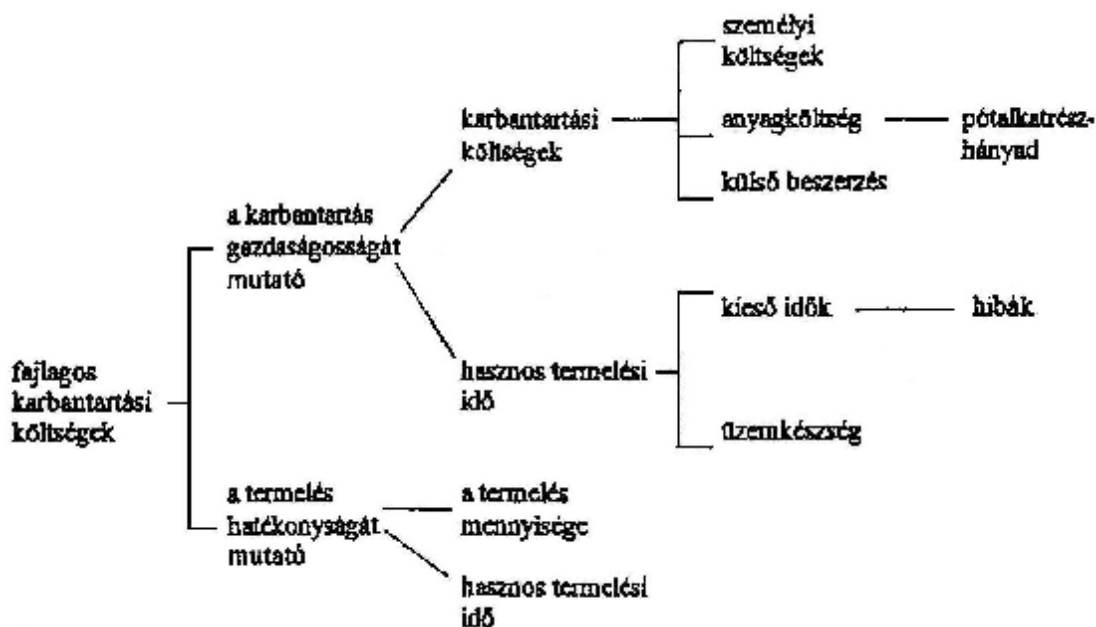 személyi
költségek
karbantartási
költségek
anyagköltség
pótalkatrész-
hányad
külső beszerzés
a karbantartás
gazdaságosságát
mutató
kieső idők
hibák
fajlagos
karbantartási
költségek
hasznos termelési
idő
üzemkészség
a termelés
hatékonyságát
mutató
a termelés
mennyisége
hasznos termelési
idő